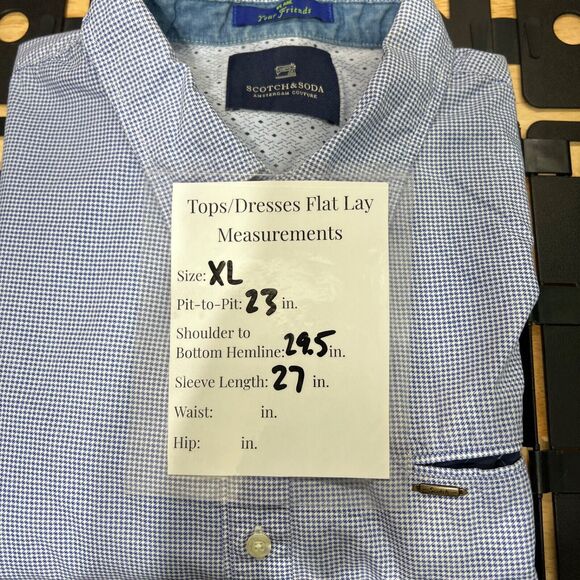 Your Friends
SCOTCH & SODA
AMSTERDAM COUTURE
Tops/Dresses Flat Lay
Measurements
Size: XL
Pit-to-Pit: 23 in.
Shoulder to
Bottom Hemline: 29.5 in.
Sleeve Length: 27 in.
Waist: in.
Hip: in.